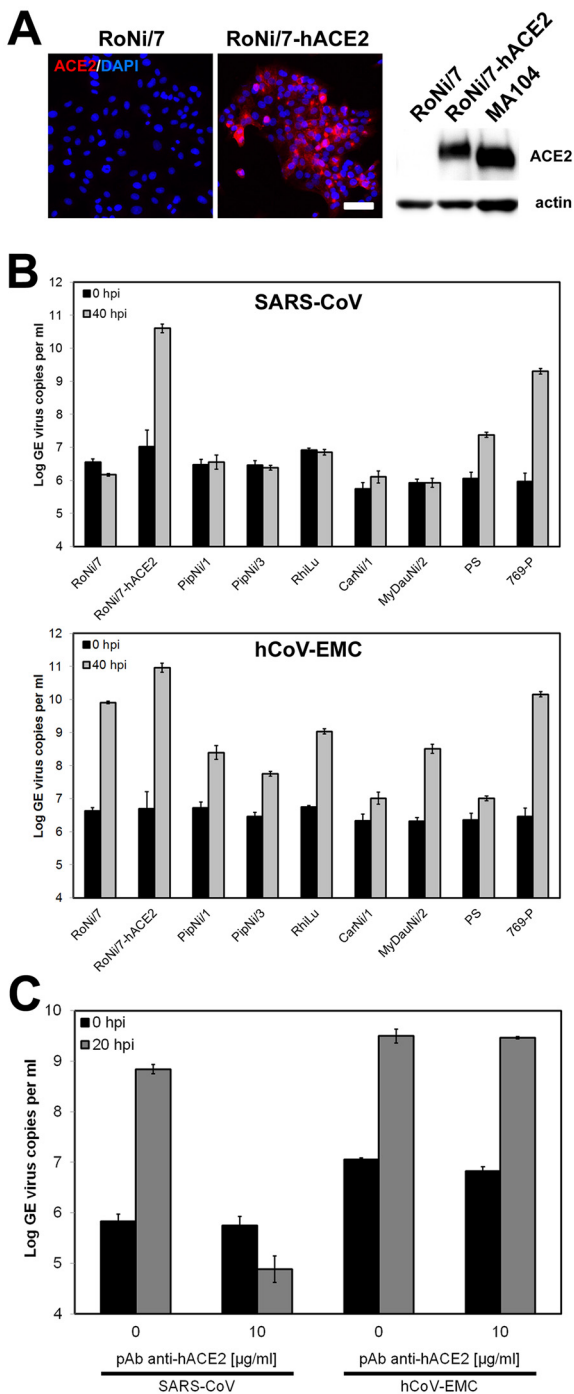 A
RoNi/7
RoNi/7-hACE2
ACE2/DAPI
RoNi/7
RoNi/7-hACE2
MA104
ACE2
actin
B
SARS-CoV
0 hpi
40 hpi
Log GE virus copies per ml
12
11
10
9
8
7
6
5
4
RoNi/7
RoNi/7-hACE2
PipNi/1
PipNi/3
RhiLu
CarNi/1
MyDauNi/2
PS
769-P
hCoV-EMC
0 hpi
40 hpi
Log GE virus copies per ml
12
11
10
9
8
7
6
5
4
RoNi/7
RoNi/7-hACE2
PipNi/1
PipNi/3
RhiLu
CarNi/1
MyDauNi/2
PS
769-P
C
0 hpi
20 hpi
Log GE virus copies per ml
10
9
8
7
6
5
4
0 10 0 10
pAb anti-hACE2 [µg/ml] pAb anti-hACE2 [µg/ml]
SARS-CoV hCoV-EMC